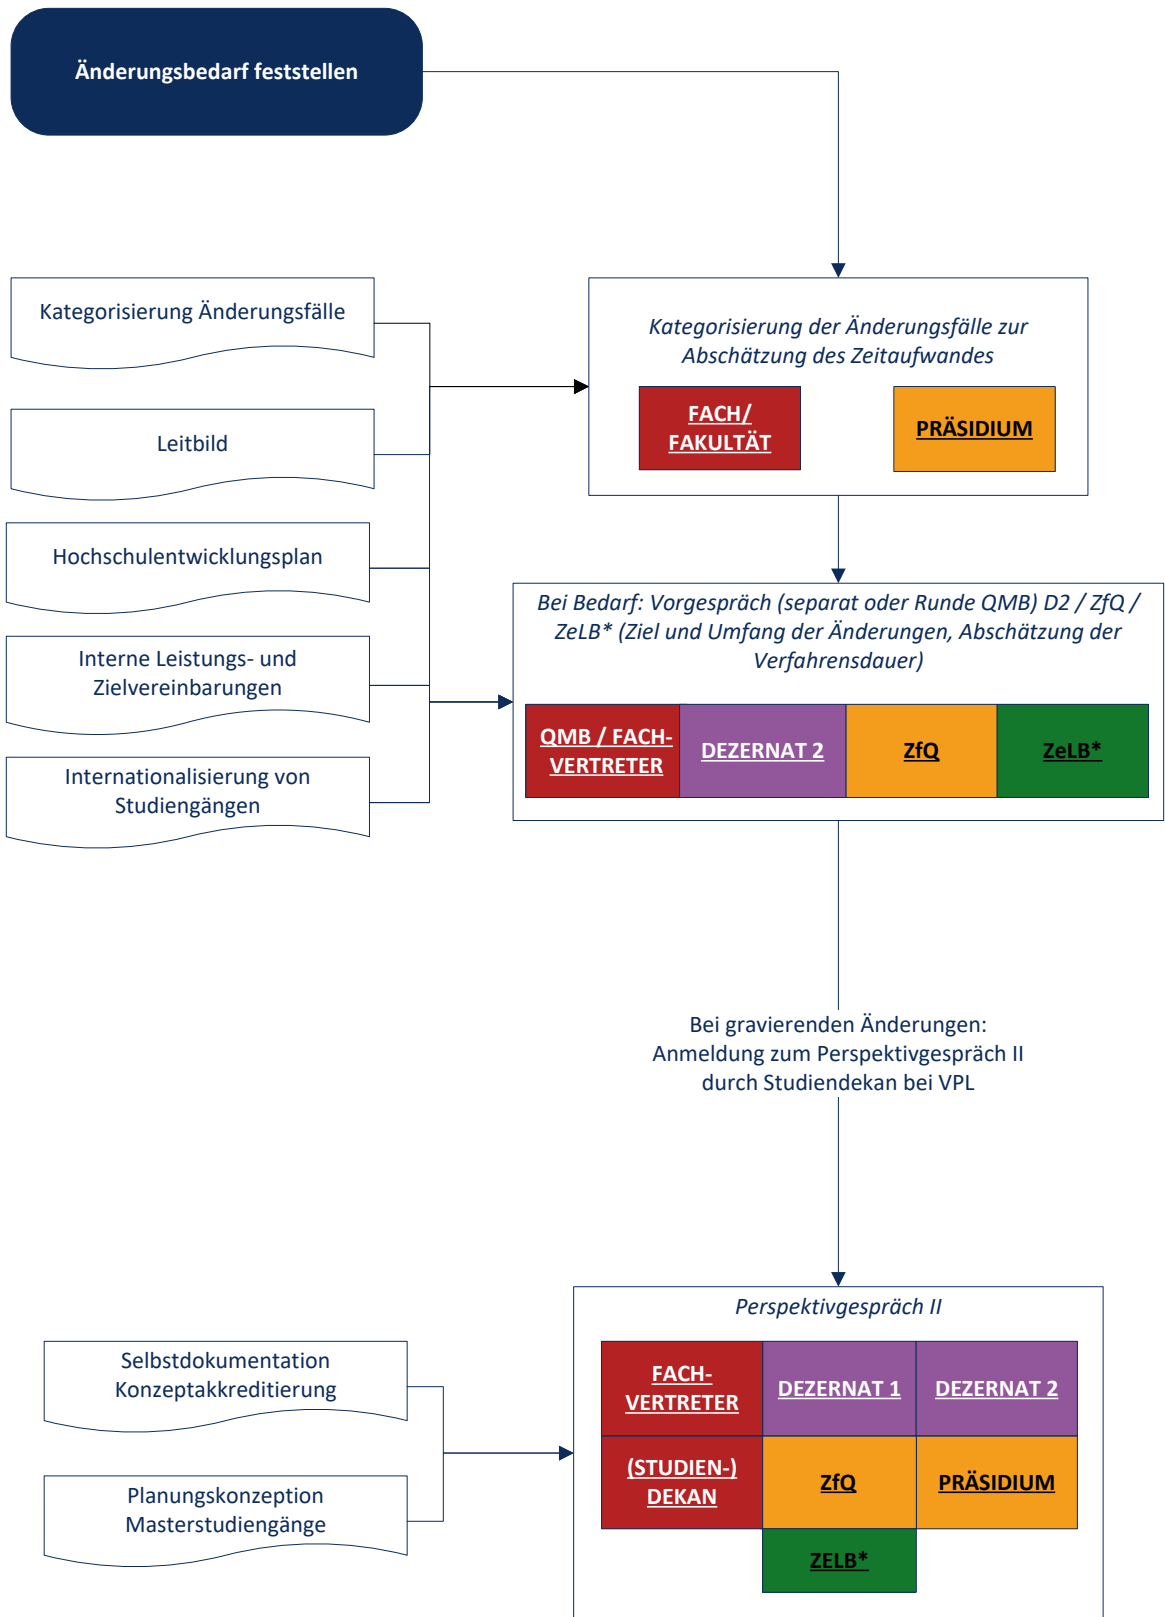 Änderungsbedarf feststellen
Kategorisierung Änderungsfälle
Leitbild
Hochschulentwicklungsplan
Interne Leistungs- und
Zielvereinbarungen
Internationalisierung von
Studiengängen
Kategorisierung der Änderungsfälle zur
Abschätzung des Zeitaufwandes
FACH/
FAKULTÄT
PRÄSIDIUM
Bei Bedarf: Vorgespräch (separat oder Runde QMB) D2 / ZfQ /
ZeLB* (Ziel und Umfang der Änderungen, Abschätzung der
Verfahrensdauer)
QMB / FACH-
VERTRETER
DEZERNAT 2
ZfQ
ZeLB*
Bei gravierenden Änderungen:
Anmeldung zum Perspektivgespräch II
durch Studiendekan bei VPL
Selbstdokumentation
Konzeptakkreditierung
Planungskonzeption
Masterstudiengänge
Perspektivgespräch II
FACH-
VERTRETER
DEZERNAT 1
DEZERNAT 2
(STUDIEN-)
DEKAN
ZfQ
PRÄSIDIUM
ZELB*